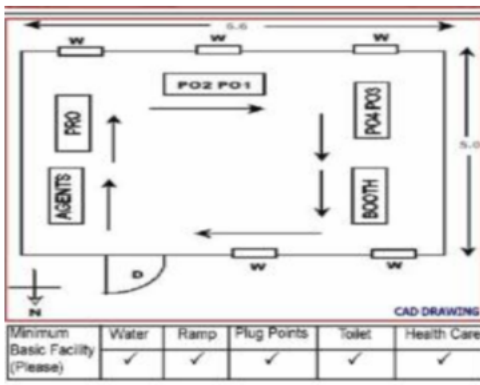 5.6
W W W
PO2 PO1
PRO
PO4 PO3
5.0
AGENTS
BOOTH
W W
D
N
CAD DRAWING
Minimum Basic Facility (Please) Water Ramp Plug Points Toilet Health Care
✓ ✓ ✓ ✓ ✓